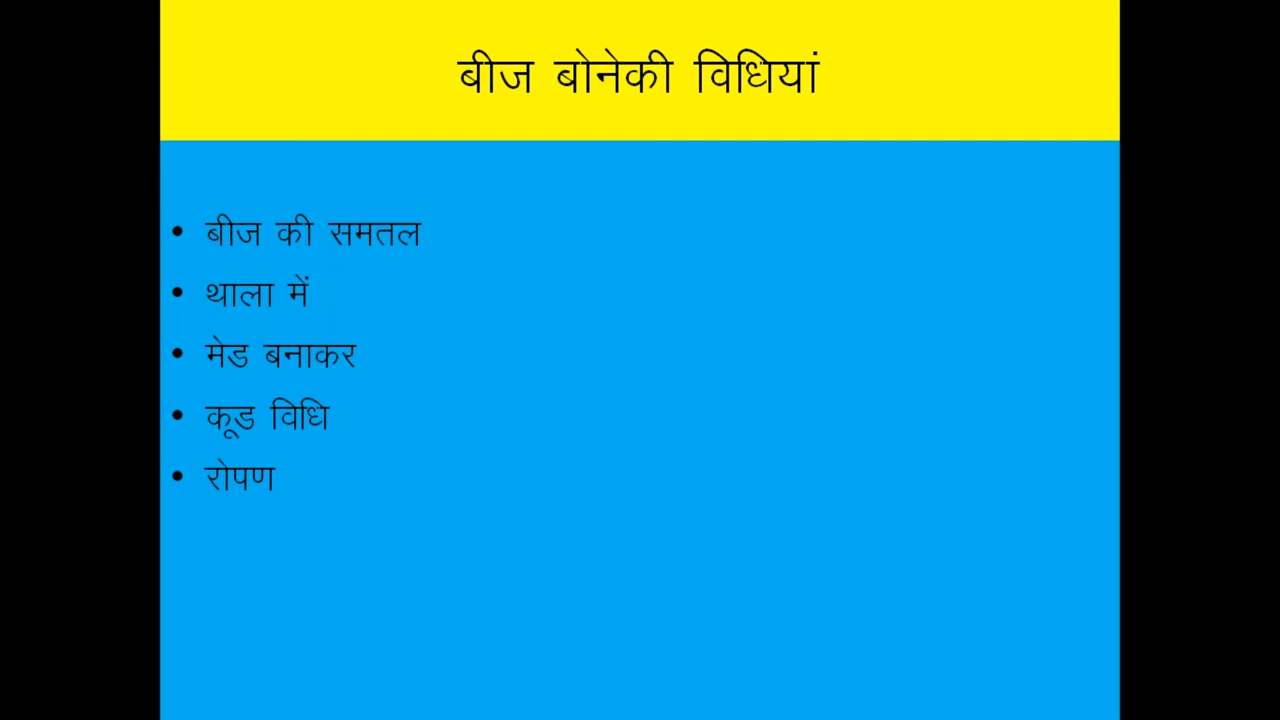 बीज बोनेकी विधियां
• बीज की समतल
• थाला में
• मेड बनाकर
• कूड विधि
• रोपण